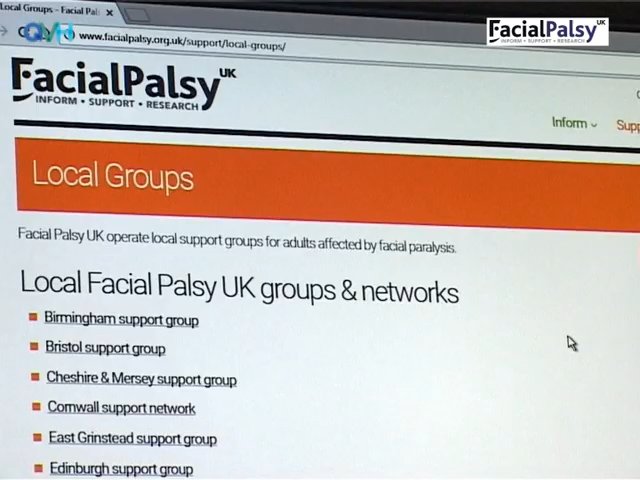 Local Groups - Facial Pal
www.facialpalsy.org.uk/support/local-groups/
FacialPalsy UK
INFORM • SUPPORT • RESEARCH
FacialPalsy UK
INFORM • SUPPORT • RESEARCH
Inform
Supp
Local Groups
Facial Palsy UK operate local support groups for adults affected by facial paralysis.
Local Facial Palsy UK groups & networks
Birmingham support group
Bristol support group
Cheshire & Mersey support group
Cornwall support network
East Grinstead support group
Edinburgh support group